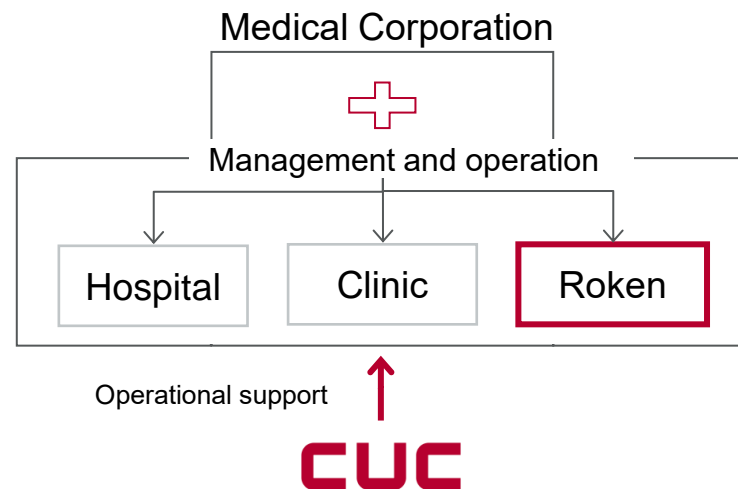 Medical Corporation
Management and operation
Hospital
Clinic
Roken
Operational support
CUC